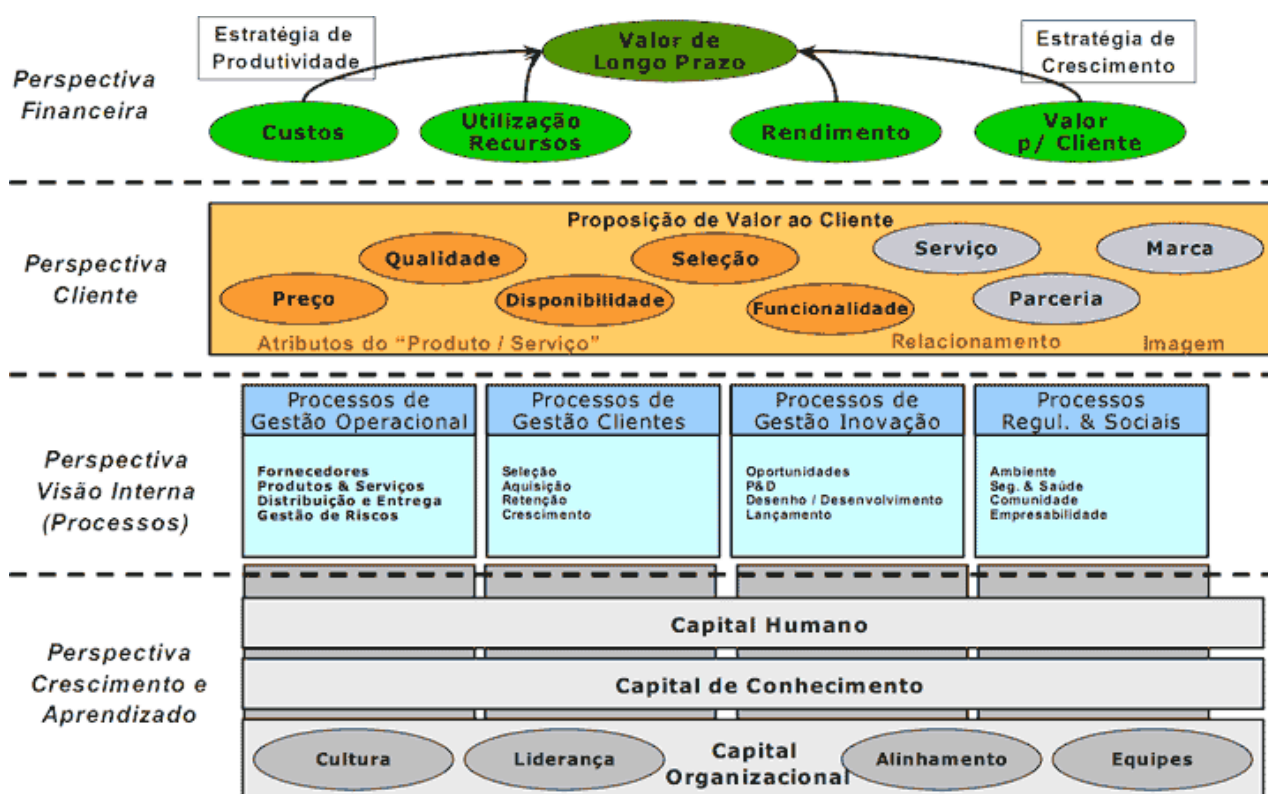 Estratégia de
Produtividade
Valor de
Longo Prazo
Estratégia de
Crescimento
Perspectiva
Financeira
Custos
Utilização
Recursos
Rendimento
Valor
p/ Cliente
Perspectiva
Cliente
Proposição de Valor ao Cliente
Qualidade
Seleção
Serviço
Marca
Preço
Disponibilidade
Funcionalidade
Parceria
Atributos do “Produto / Serviço”
Relacionamento
Imagem
Perspectiva
Visão Interna
(Processos)
Processos de
Gestão Operacional
Fornecedores
Produtos & Serviços
Distribuição e Entrega
Gestão de Riscos
Processos de
Gestão Clientes
Seleção
Aquisição
Retenção
Crescimento
Processos de
Gestão Inovação
Oportunidades
P&D
Desenho / Desenvolvimento
Lançamento
Processos
Regul. & Sociais
Ambiente
Seg. & Saúde
Comunidade
Empresabilidade
Perspectiva
Crescimento e
Aprendizado
Capital Humano
Capital de Conhecimento
Cultura
Liderança
Capital
Organizacional
Alinhamento
Equipes